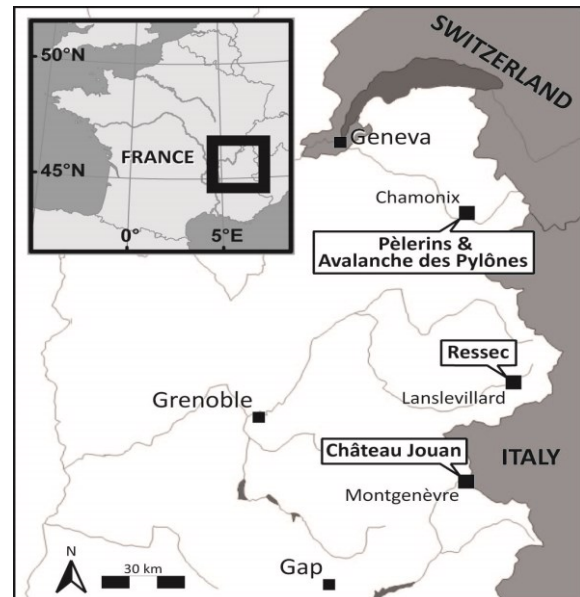 50°N
FRANCE
45°N
0°
5°E
SWITZERLAND
Geneva
Chamonix
Pèlerins &
Avalanche des Pylônes
Ressec
Lanslevillard
Grenoble
Château Jouan
ITALY
Montgenèvre
N
30 km
Gap